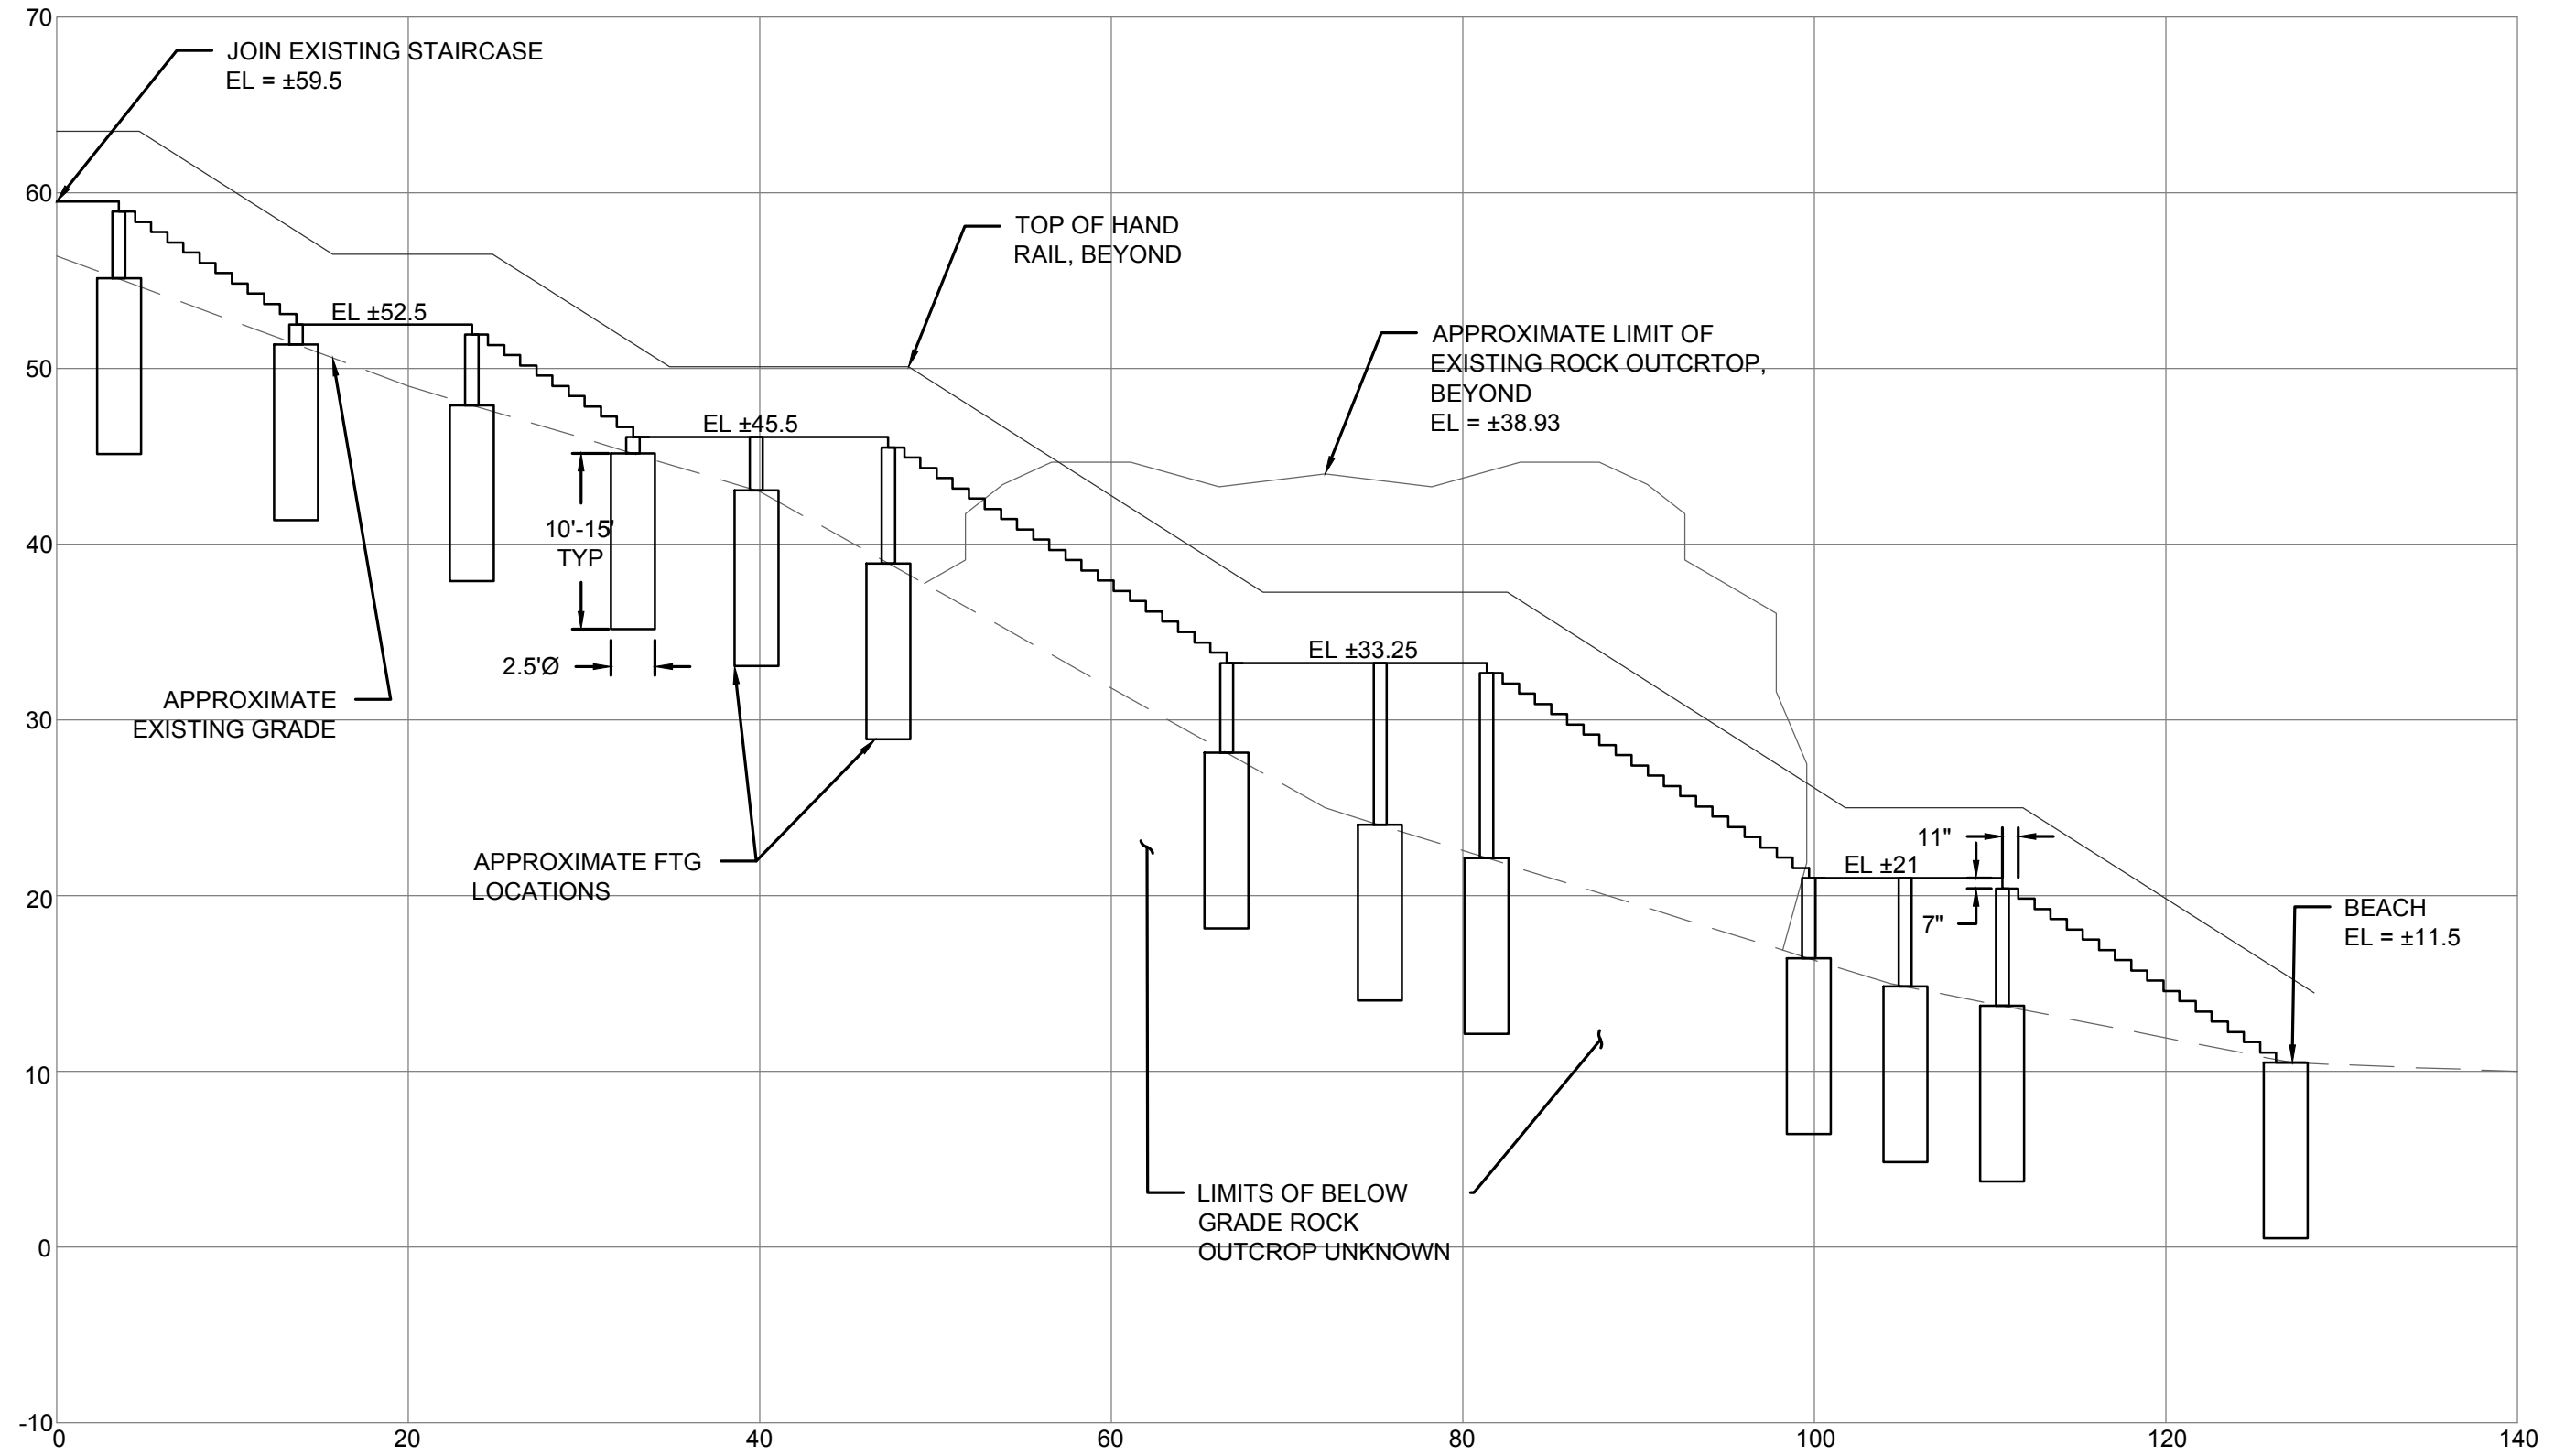 70
JOIN EXISTING STAIRCASE
EL = ±59.5
60
TOP OF HAND
RAIL, BEYOND
EL ±52.5
APPROXIMATE LIMIT OF
EXISTING ROCK OUTCRTOP,
BEYOND
EL = ±38.93
50
EL ±45.5
10'-15'
TYP
40
EL ±33.25
2.5'Ø
APPROXIMATE
EXISTING GRADE
30
11"
APPROXIMATE FTG
LOCATIONS
EL ±21
20
7"
BEACH
EL = ±11.5
10
LIMITS OF BELOW
GRADE ROCK
OUTCROP UNKNOWN
0
-10
0 20 40 60 80 100 120 140